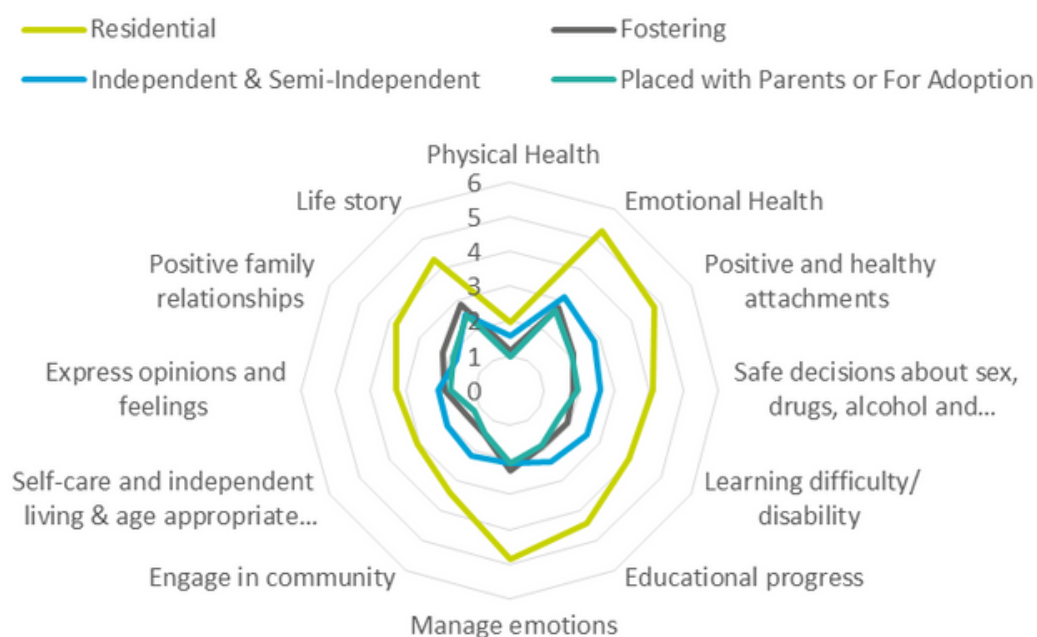 Residential
Fostering
Independent & Semi-Independent
Placed with Parents or For Adoption
Physical Health
6
5
4
3
2
1
0
Emotional Health
Positive and healthy
attachments
Safe decisions about sex,
drugs, alcohol and...
Learning difficulty/
disability
Educational progress
Manage emotions
Engage in community
Self-care and independent
living & age appropriate...
Express opinions and
feelings
Positive family
relationships
Life story